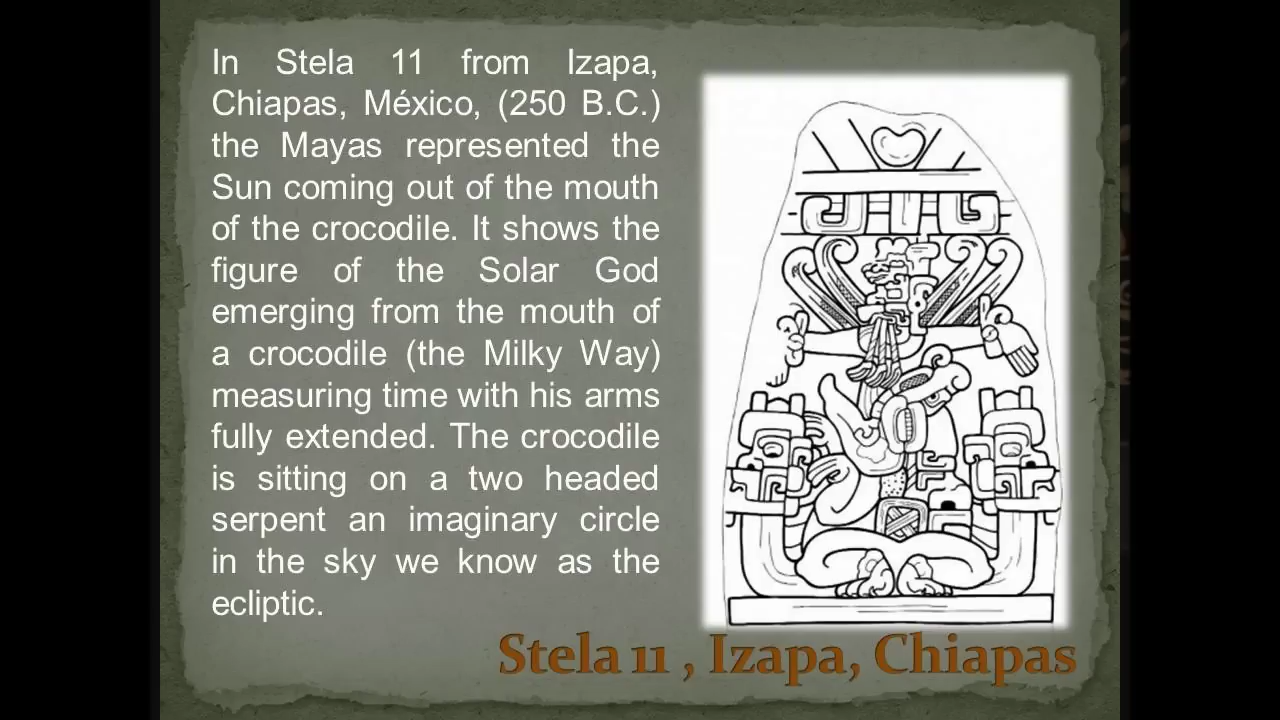 In Stela 11 from Izapa,
Chiapas, México, (250 B.C.)
the Mayas represented the
Sun coming out of the mouth
of the crocodile. It shows the
figure of the Solar God
emerging from the mouth of
a crocodile (the Milky Way)
measuring time with his arms
fully extended. The crocodile
is sitting on a two headed
serpent an imaginary circle
in the sky we know as the
ecliptic.
Stela 11 , Izapa, Chiapas